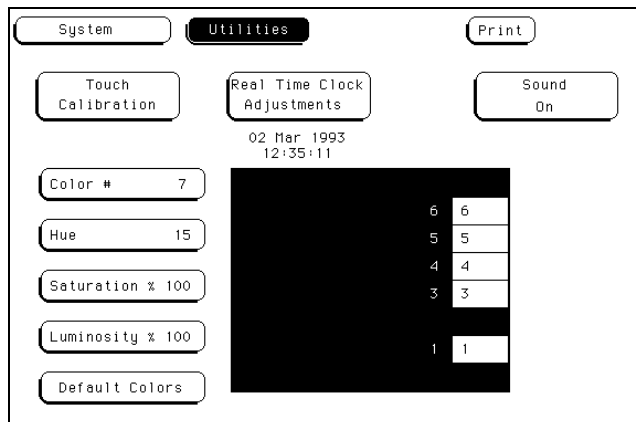 System
Utilities
Print
Touch
Calibration
Real Time Clock
Adjustments
Sound
On
02 Mar 1993
12:35:11
Color # 7
Hue 15
Saturation % 100
Luminosity % 100
Default Colors
6 6
5 5
4 4
3 3
1 1